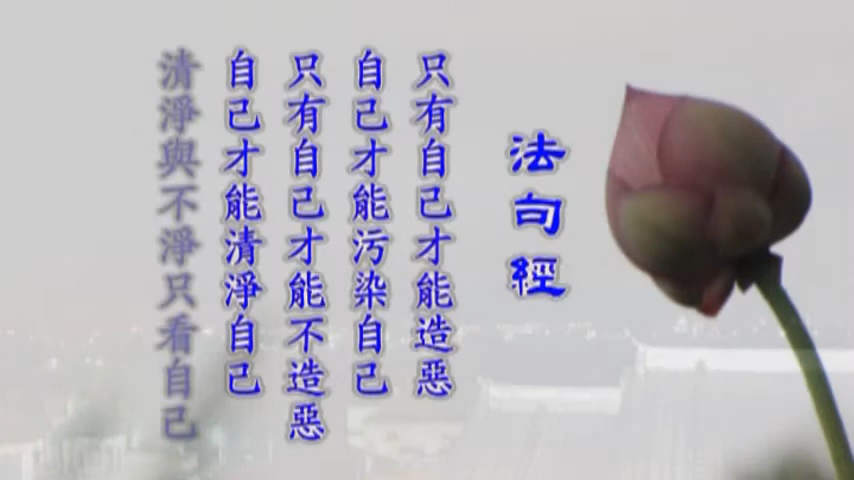 法句經
只有自己才能造惡
自己才能污染自己
只有自己才能不造惡
自己才能清淨自己
清淨與不淨只看自己